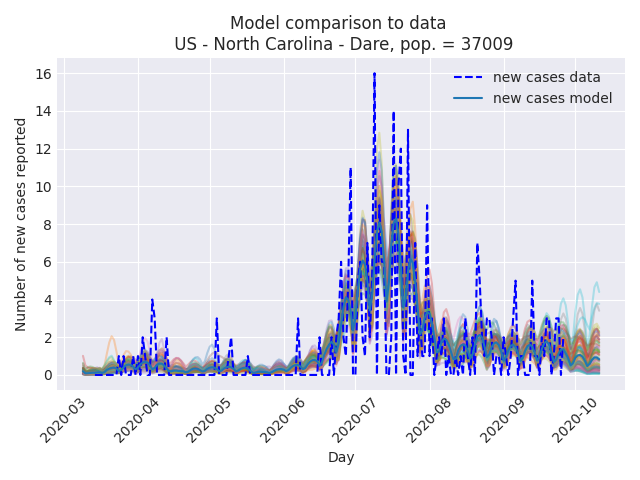 Model comparison to data
US - North Carolina - Dare, pop. = 37009
new cases data
new cases model
Number of new cases reported
16
14
12
10
8
6
4
2
0
2020-03
2020-04
2020-05
2020-06
2020-07
2020-08
2020-09
2020-10
Day